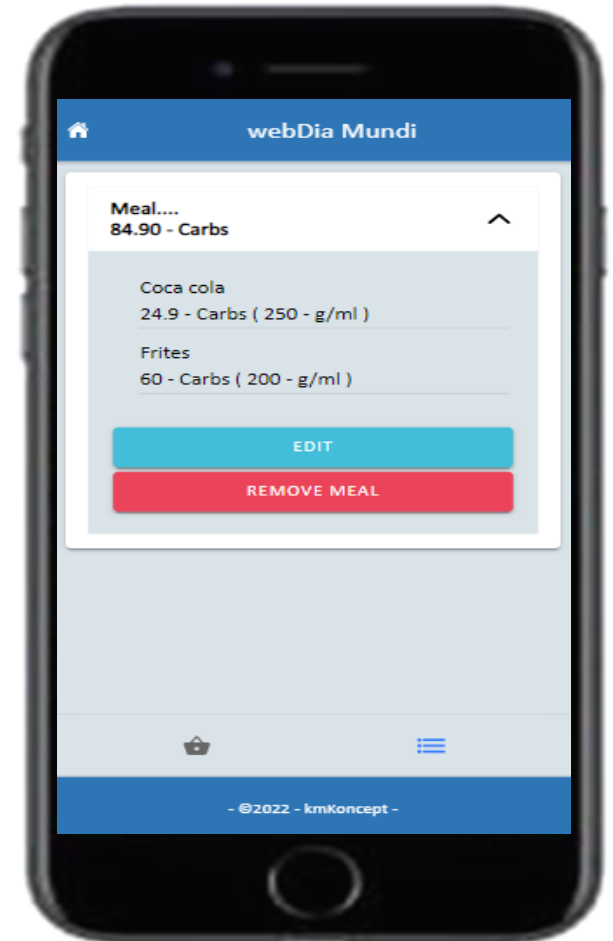 webDia Mundi
Meal....
84.90 - Carbs
Coca cola
24.9 - Carbs ( 250 - g/ml )
Frites
60 - Carbs ( 200 - g/ml )
EDIT
REMOVE MEAL
- ©2022 - kmKoncept -